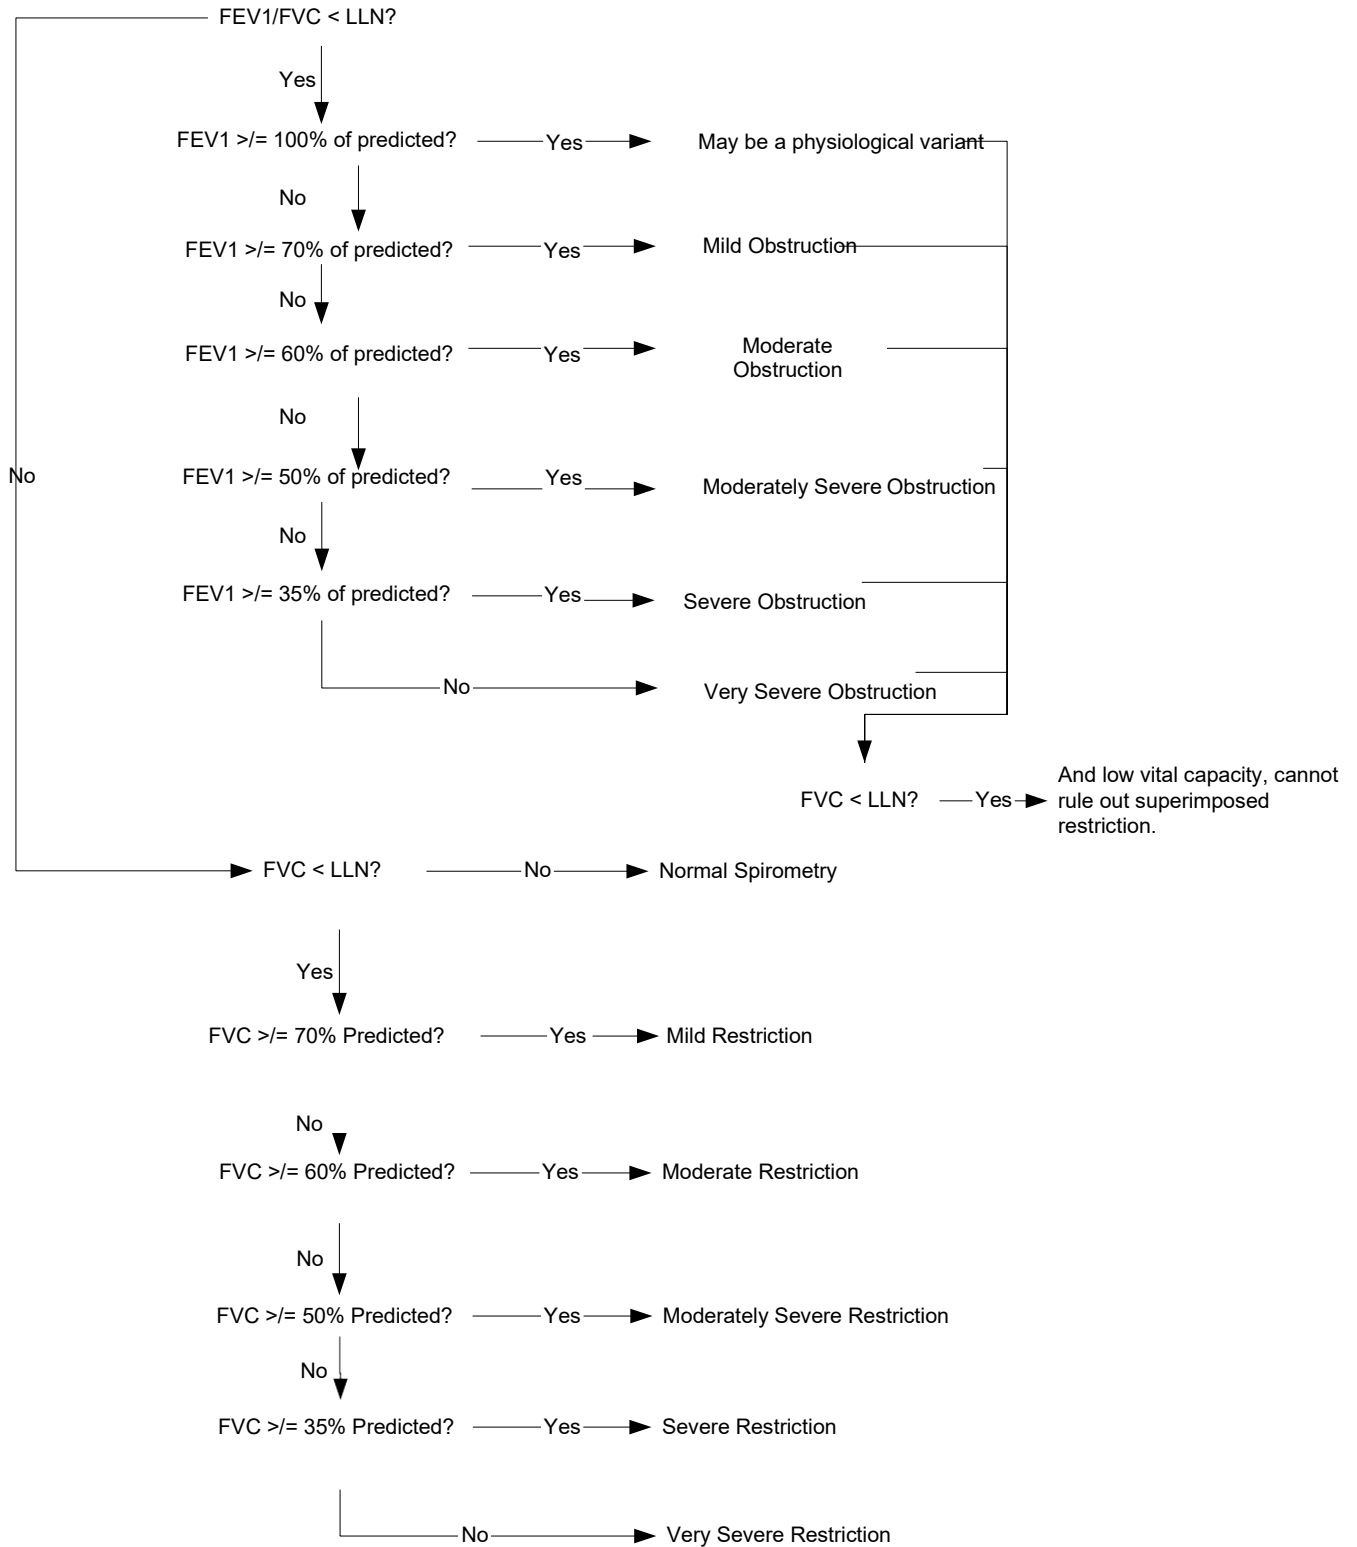 FEV1/FVC < LLN?
Yes
FEV1 >/= 100% of predicted?
Yes
May be a physiological variant
No
FEV1 >/= 70% of predicted?
Yes
Mild Obstruction
No
FEV1 >/= 60% of predicted?
Yes
Moderate
Obstruction
No
No
FEV1 >/= 50% of predicted?
Yes
Moderately Severe Obstruction
No
FEV1 >/= 35% of predicted?
Yes
Severe Obstruction
No
Very Severe Obstruction
FVC < LLN?
Yes
And low vital capacity, cannot
rule out superimposed
restriction.
FVC < LLN?
No
Normal Spirometry
Yes
FVC >/= 70% Predicted?
Yes
Mild Restriction
No
FVC >/= 60% Predicted?
Yes
Moderate Restriction
No
FVC >/= 50% Predicted?
Yes
Moderately Severe Restriction
No
FVC >/= 35% Predicted?
Yes
Severe Restriction
No
Very Severe Restriction